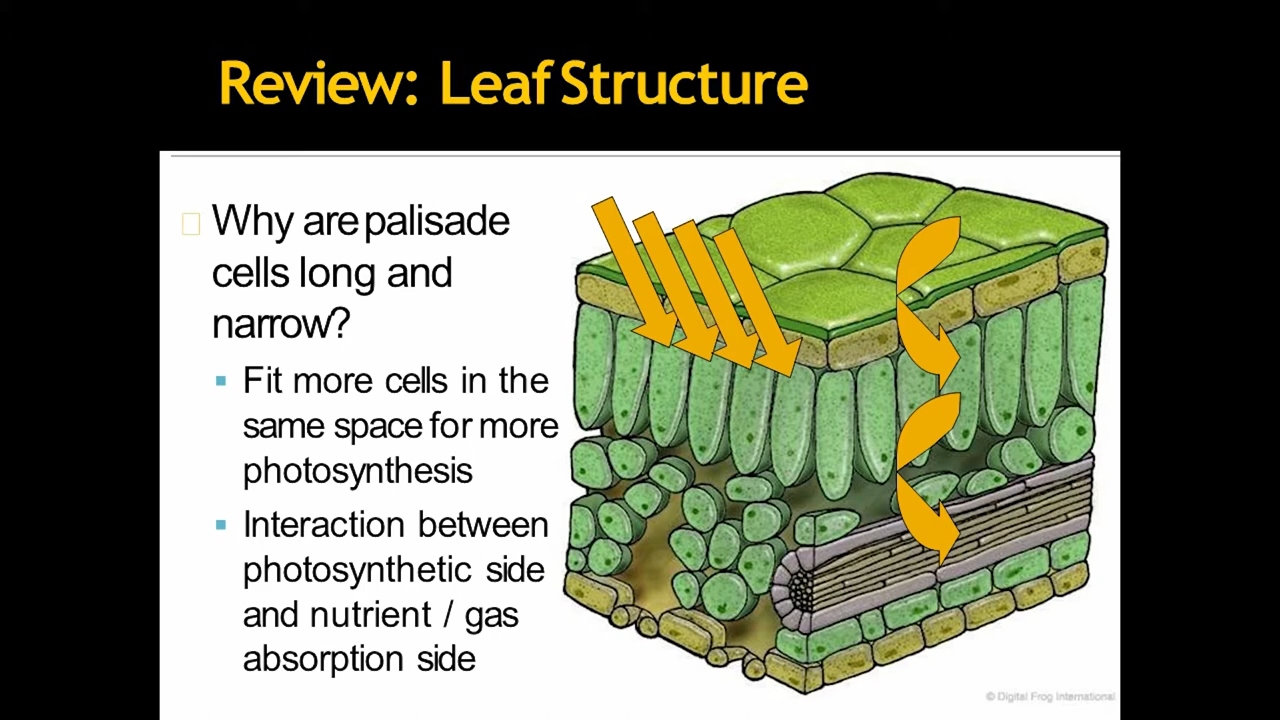 Review: Leaf Structure
Why are palisade
cells long and
narrow?
Fit more cells in the
same space for more
photosynthesis
Interaction between
photosynthetic side
and nutrient / gas
absorption side
© Digital Frog International